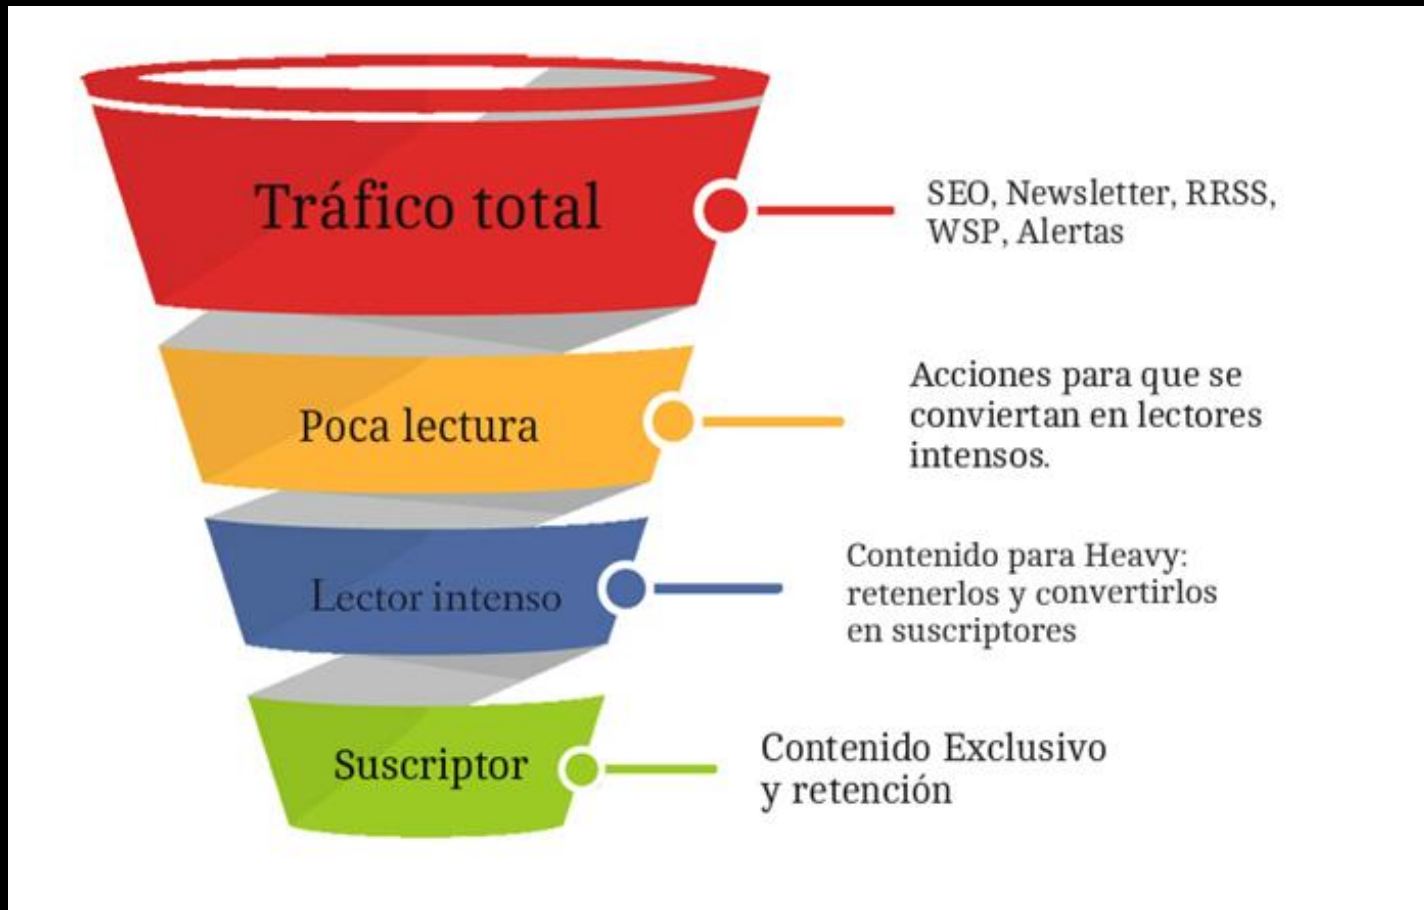 Tráfico total
SEO, Newsletter, RRSS,
WSP, Alertas
Poca lectura
Acciones para que se
conviertan en lectores
intensos.
Lector intenso
Contenido para Heavy:
retenerlos y convertirlos
en suscriptores
Suscriptor
Contenido Exclusivo
y retención